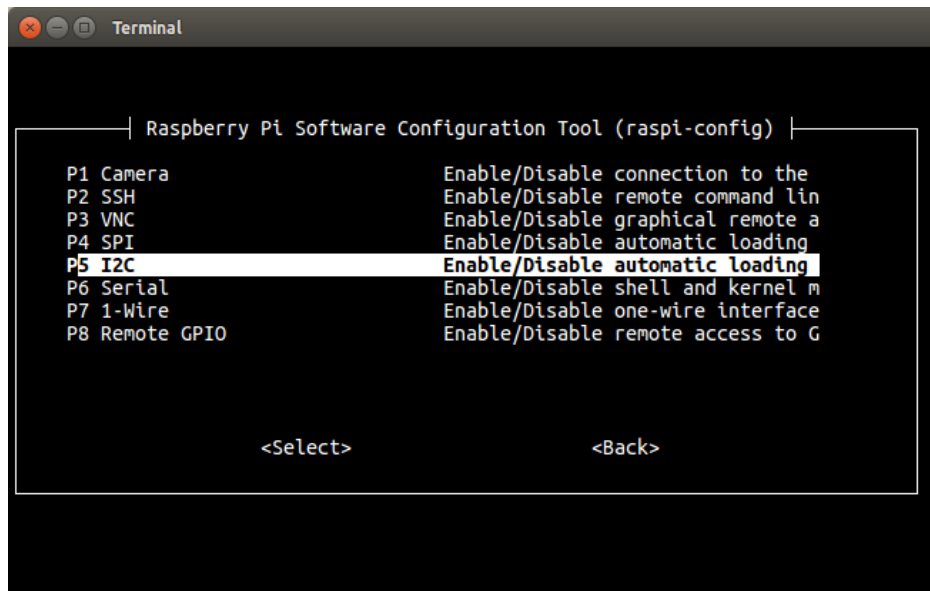 Terminal
Raspberry Pi Software Configuration Tool (raspi-config)
P1 Camera Enable/Disable connection to the
P2 SSH Enable/Disable remote command lin
P3 VNC Enable/Disable graphical remote a
P4 SPI Enable/Disable automatic loading
P5 I2C Enable/Disable automatic loading
P6 Serial Enable/Disable shell and kernel m
P7 1-Wire Enable/Disable one-wire interface
P8 Remote GPIO Enable/Disable remote access to G
<Select> <Back>